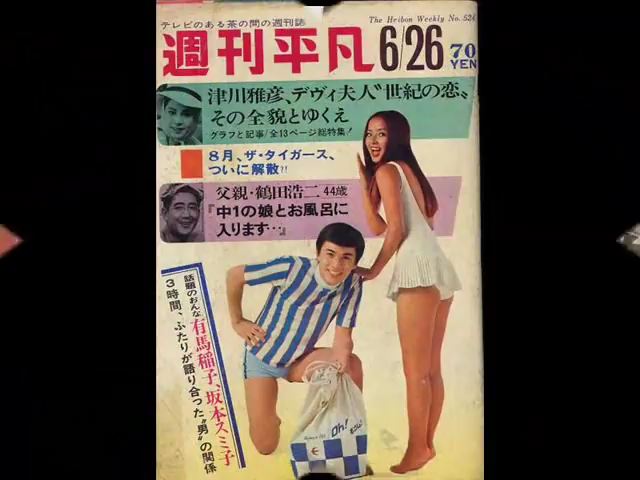 テレビのある茶の間の週刊誌
The Heibon Weekly No.524
週刊平凡 6/26 70 YEN
津川雅彦、デヴィ夫人〝世紀の恋〟
その全貌とゆくえ
グラフと記事/全13ページ総特集!
8月、ザ・タイガース、
ついに解散?!
父親・鶴田浩二 44歳
『中1の娘とお風呂に
入ります…』
話題のおんな 有馬稲子、坂本スミ子
3時間、ふたりが語り合った〝男〟の関係
Oh!